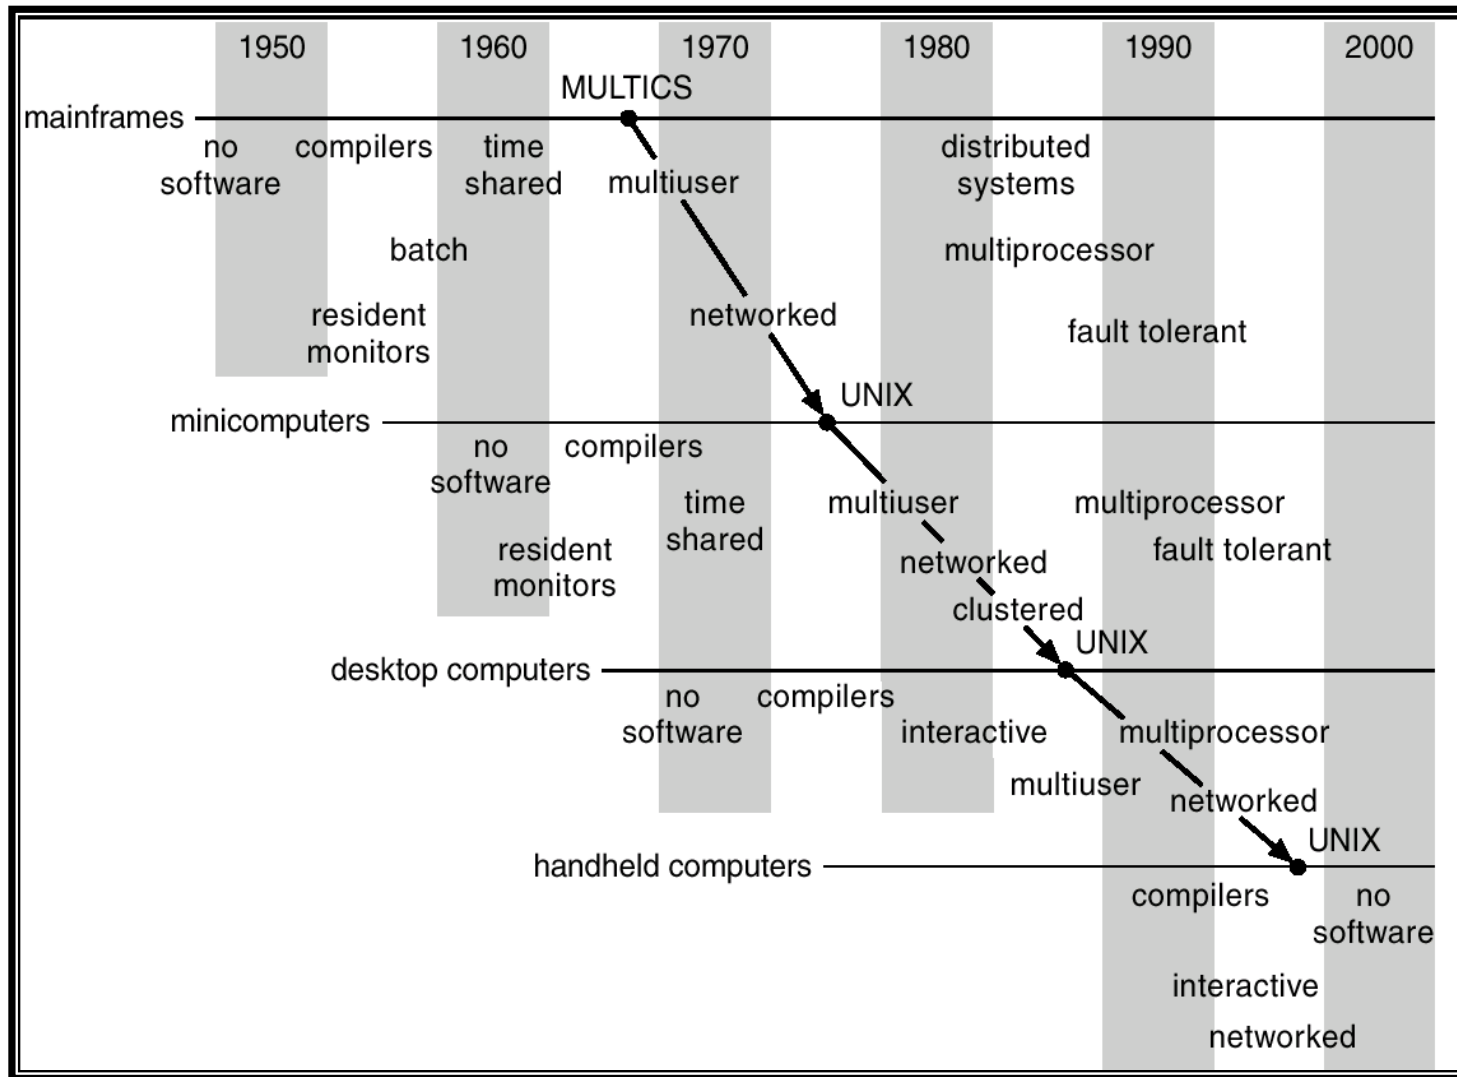 1950 1960 1970 1980 1990 2000
MULTICS
mainframes
no compilers time distributed
software shared multiuser systems
batch multiprocessor
resident networked fault tolerant
monitors
UNIX
minicomputers
no compilers
software
time multiuser multiprocessor
shared
resident networked fault tolerant
monitors
clustered
UNIX
desktop computers
no compilers
software interactive multiprocessor
multiuser
networked
UNIX
handheld computers
compilers no
software
interactive
networked